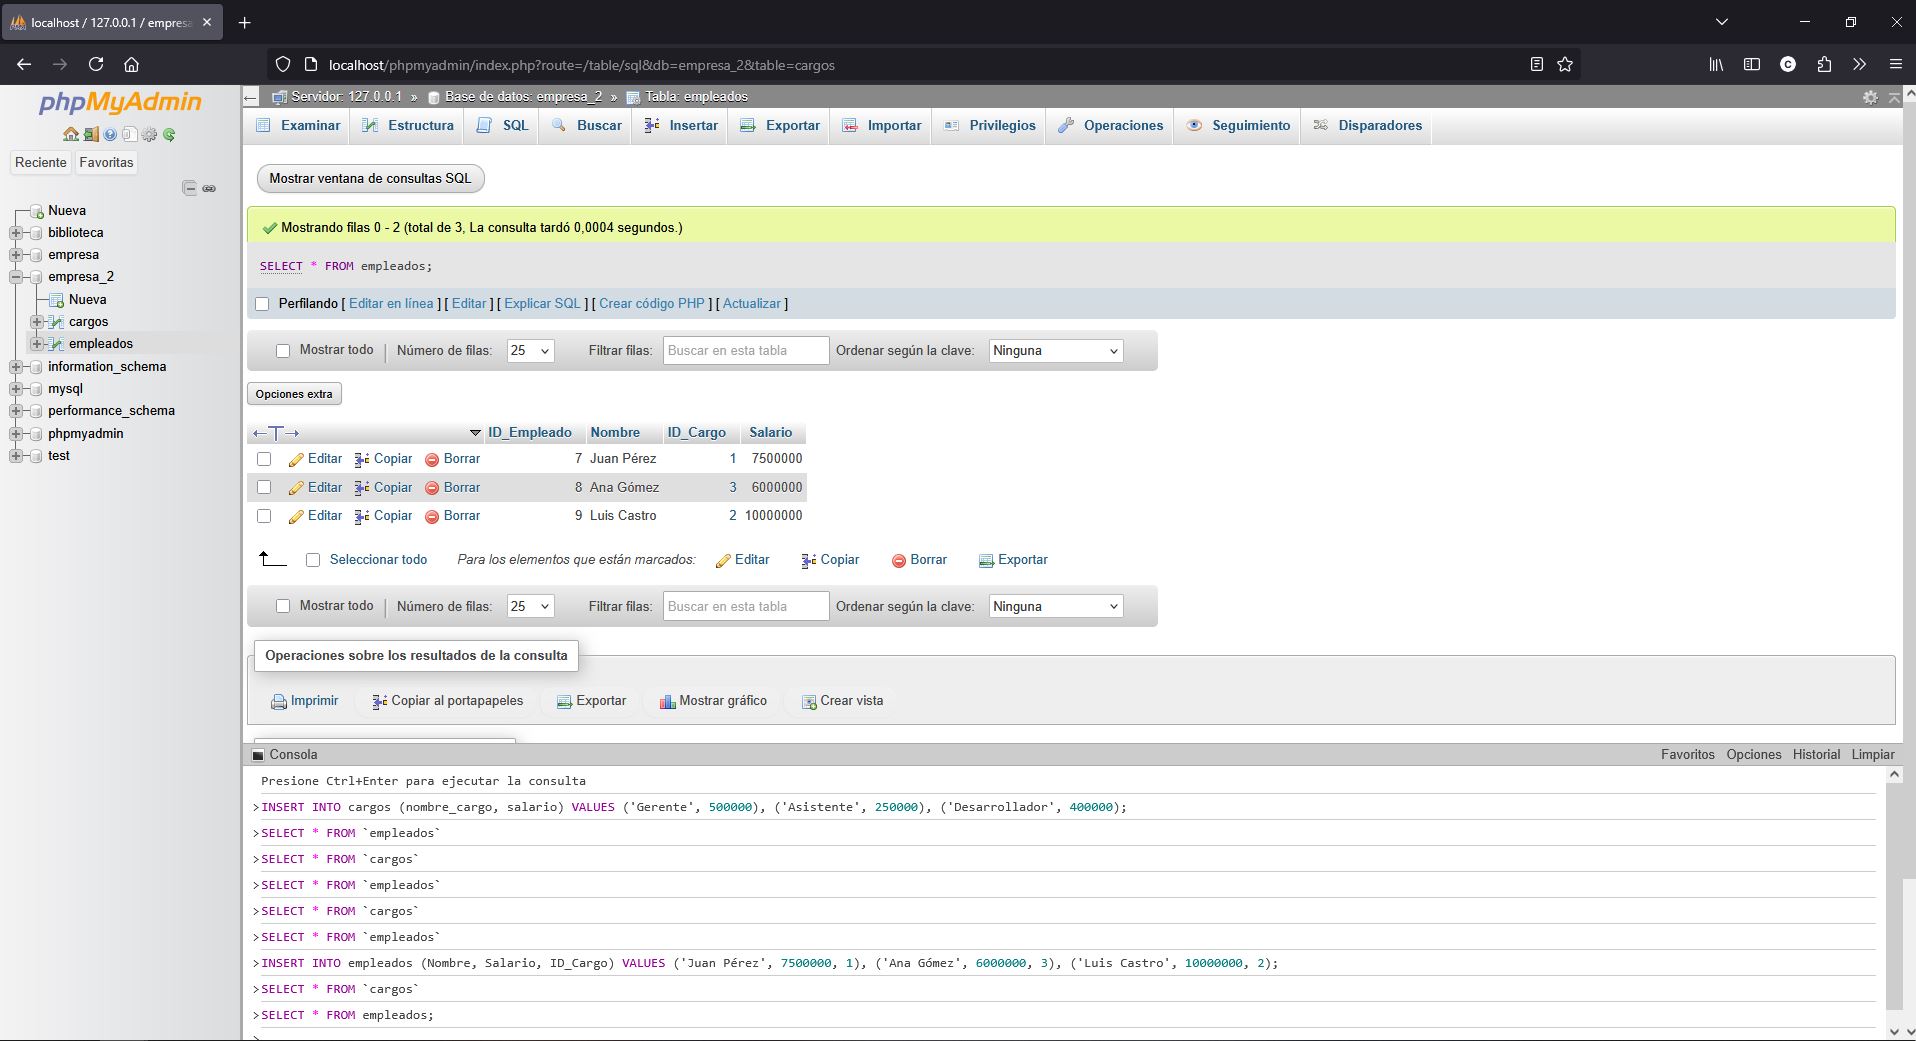 localhost / 127.0.0.1 / empresa
localhost/phpmyadmin/index.php?route=/table/sql&db=empresa_2&table=cargos
phpMyAdmin
Reciente Favoritas
Nueva
biblioteca
empresa
empresa_2
Nueva
cargos
empleados
information_schema
mysql
performance_schema
phpmyadmin
test
Servidor: 127.0.0.1 » Base de datos: empresa_2 » Tabla: empleados
Examinar Estructura SQL Buscar Insertar Exportar Importar Privilegios Operaciones Seguimiento Disparadores
Mostrar ventana de consultas SQL
Mostrando filas 0 - 2 (total de 3, La consulta tardó 0,0004 segundos.)
SELECT * FROM empleados;
Perfilando [ Editar en línea ] [ Editar ] [ Explicar SQL ] [ Crear código PHP ] [ Actualizar ]
Mostrar todo | Número de filas: 25 Filtrar filas: Buscar en esta tabla Ordenar según la clave: Ninguna
Opciones extra
←T→ ID_Empleado Nombre ID_Cargo Salario
Editar Copiar Borrar 7 Juan Pérez 1 7500000
Editar Copiar Borrar 8 Ana Gómez 3 6000000
Editar Copiar Borrar 9 Luis Castro 2 10000000
Seleccionar todo Para los elementos que están marcados: Editar Copiar Borrar Exportar
Mostrar todo | Número de filas: 25 Filtrar filas: Buscar en esta tabla Ordenar según la clave: Ninguna
Operaciones sobre los resultados de la consulta
Imprimir Copiar al portapapeles Exportar Mostrar gráfico Crear vista
Consola Favoritos Opciones Historial Limpiar
Presione Ctrl+Enter para ejecutar la consulta
>INSERT INTO cargos (nombre_cargo, salario) VALUES ('Gerente', 500000), ('Asistente', 250000), ('Desarrollador', 400000);
>SELECT * FROM `empleados`
>SELECT * FROM `cargos`
>SELECT * FROM `empleados`
>SELECT * FROM `cargos`
>SELECT * FROM `empleados`
>INSERT INTO empleados (Nombre, Salario, ID_Cargo) VALUES ('Juan Pérez', 7500000, 1), ('Ana Gómez', 6000000, 3), ('Luis Castro', 10000000, 2);
>SELECT * FROM `cargos`
>SELECT * FROM empleados;
>